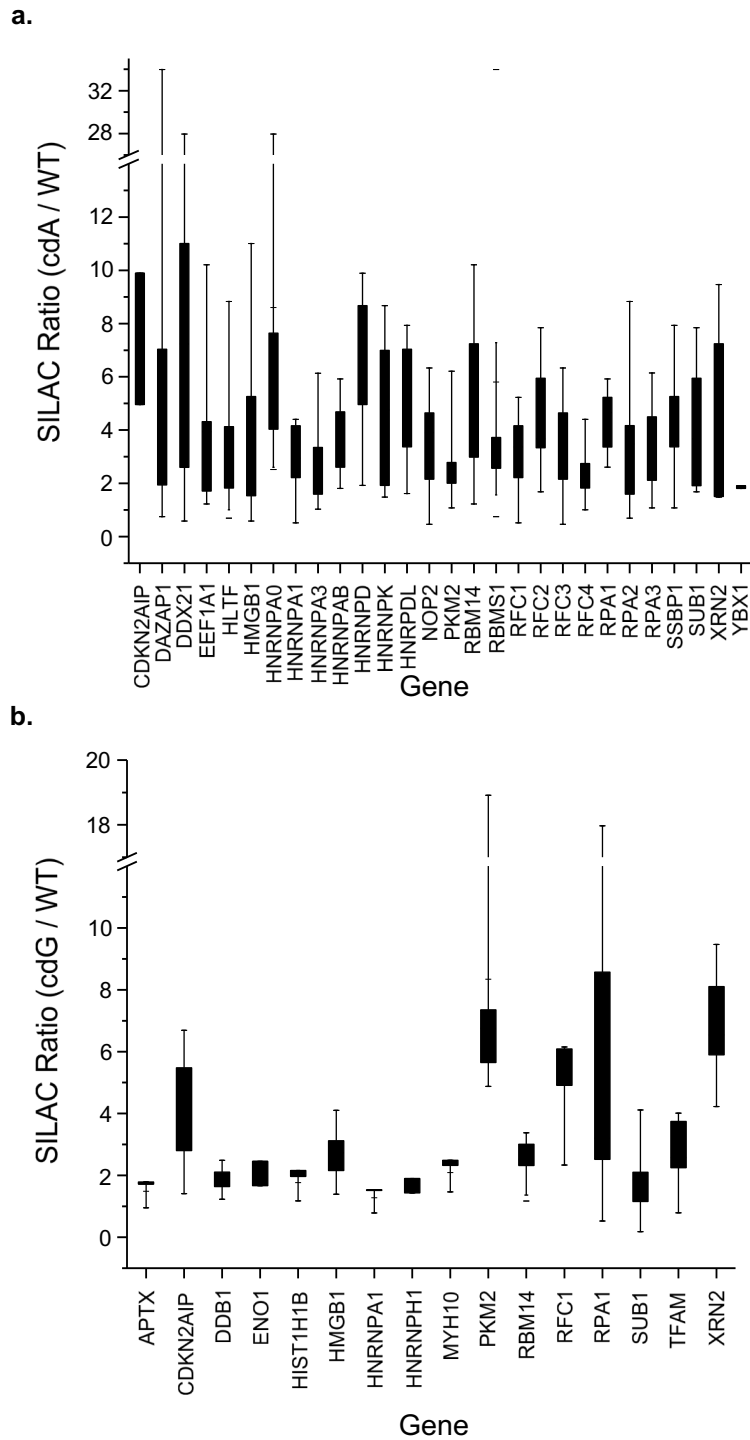 a.
SILAC Ratio (cdA / WT)
32
28
12
10
8
6
4
2
0
CDKN2AIP
DAZAP1
DDX21
EEF1A1
HLTF
HMGB1
HNRNPA0
HNRNPA1
HNRNPA3
HNRNPAB
HNRNPD
HNRNPK
HNRPDL
NOP2
PKM2
RBM14
RBMS1
RFC1
RFC2
RFC3
RFC4
RPA1
RPA2
RPA3
SSBP1
SUB1
XRN2
YBX1
Gene
b.
SILAC Ratio (cdG / WT)
20
18
10
8
6
4
2
0
APTX
CDKN2AIP
DDB1
ENO1
HIST1H1B
HMGB1
HNRNPA1
HNRNPH1
MYH10
PKM2
RBM14
RFC1
RPA1
SUB1
TFAM
XRN2
Gene